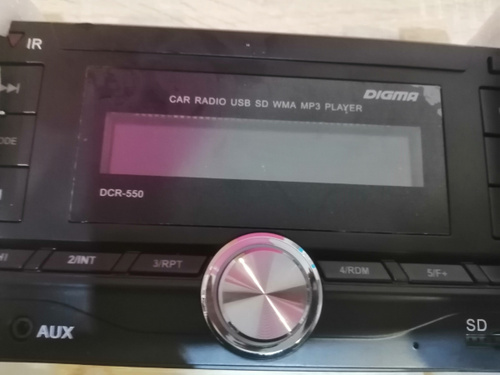 IR
DIGMA
CAR RADIO USB SD WMA MP3 PLAYER
DCR-550
2/INT
3/RPT
4/RDM
5/F+
AUX
SD